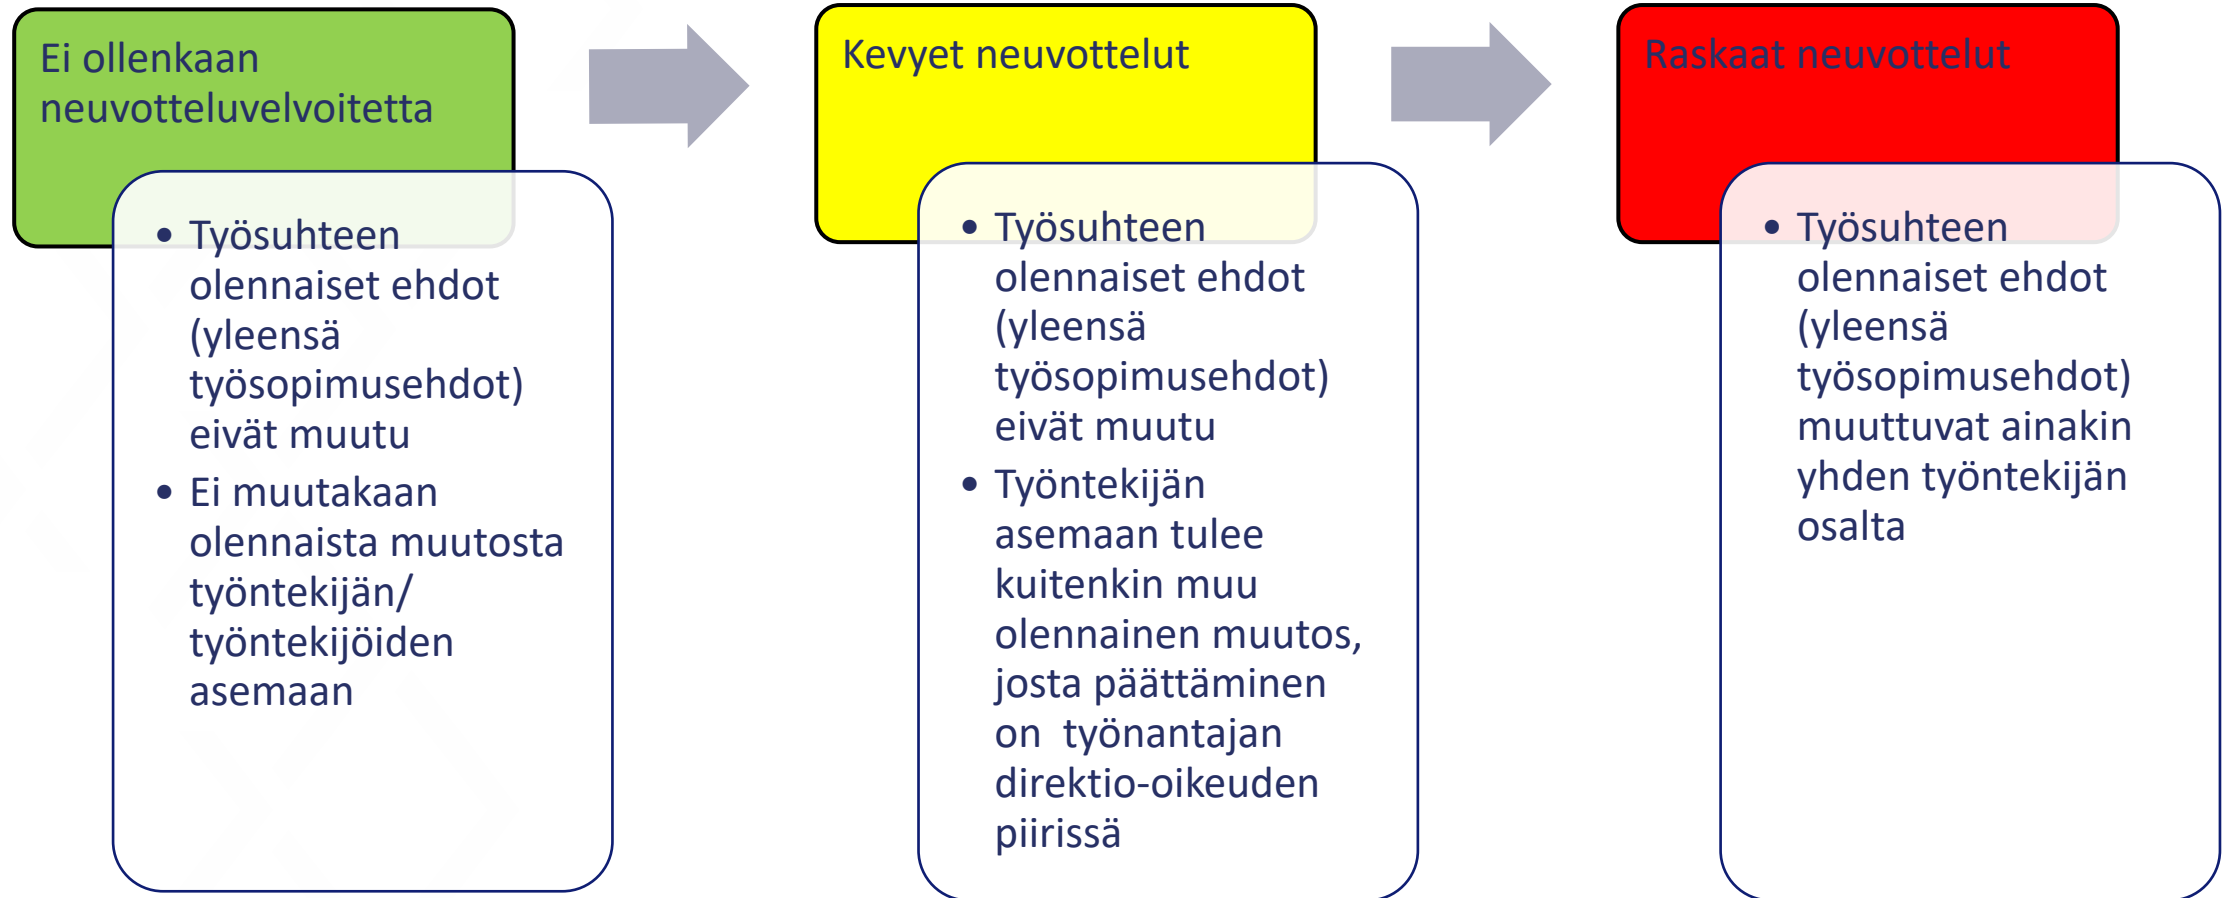 Ei ollenkaan
neuvotteluvelvoitetta
• Työsuhteen
olennaiset ehdot
(yleensä
työsopimusehdot)
eivät muutu
• Ei muutakaan
olennaista muutosta
työntekijän/
työntekijöiden
asemaan
Kevyet neuvottelut
• Työsuhteen
olennaiset ehdot
(yleensä
työsopimusehdot)
eivät muutu
• Työntekijän
asemaan tulee
kuitenkin muu
olennainen muutos,
josta päättäminen
on  työnantajan
direktio-oikeuden
piirissä
Raskaat neuvottelut
• Työsuhteen
olennaiset ehdot
(yleensä
työsopimusehdot)
muuttuvat ainakin
yhden työntekijän
osalta